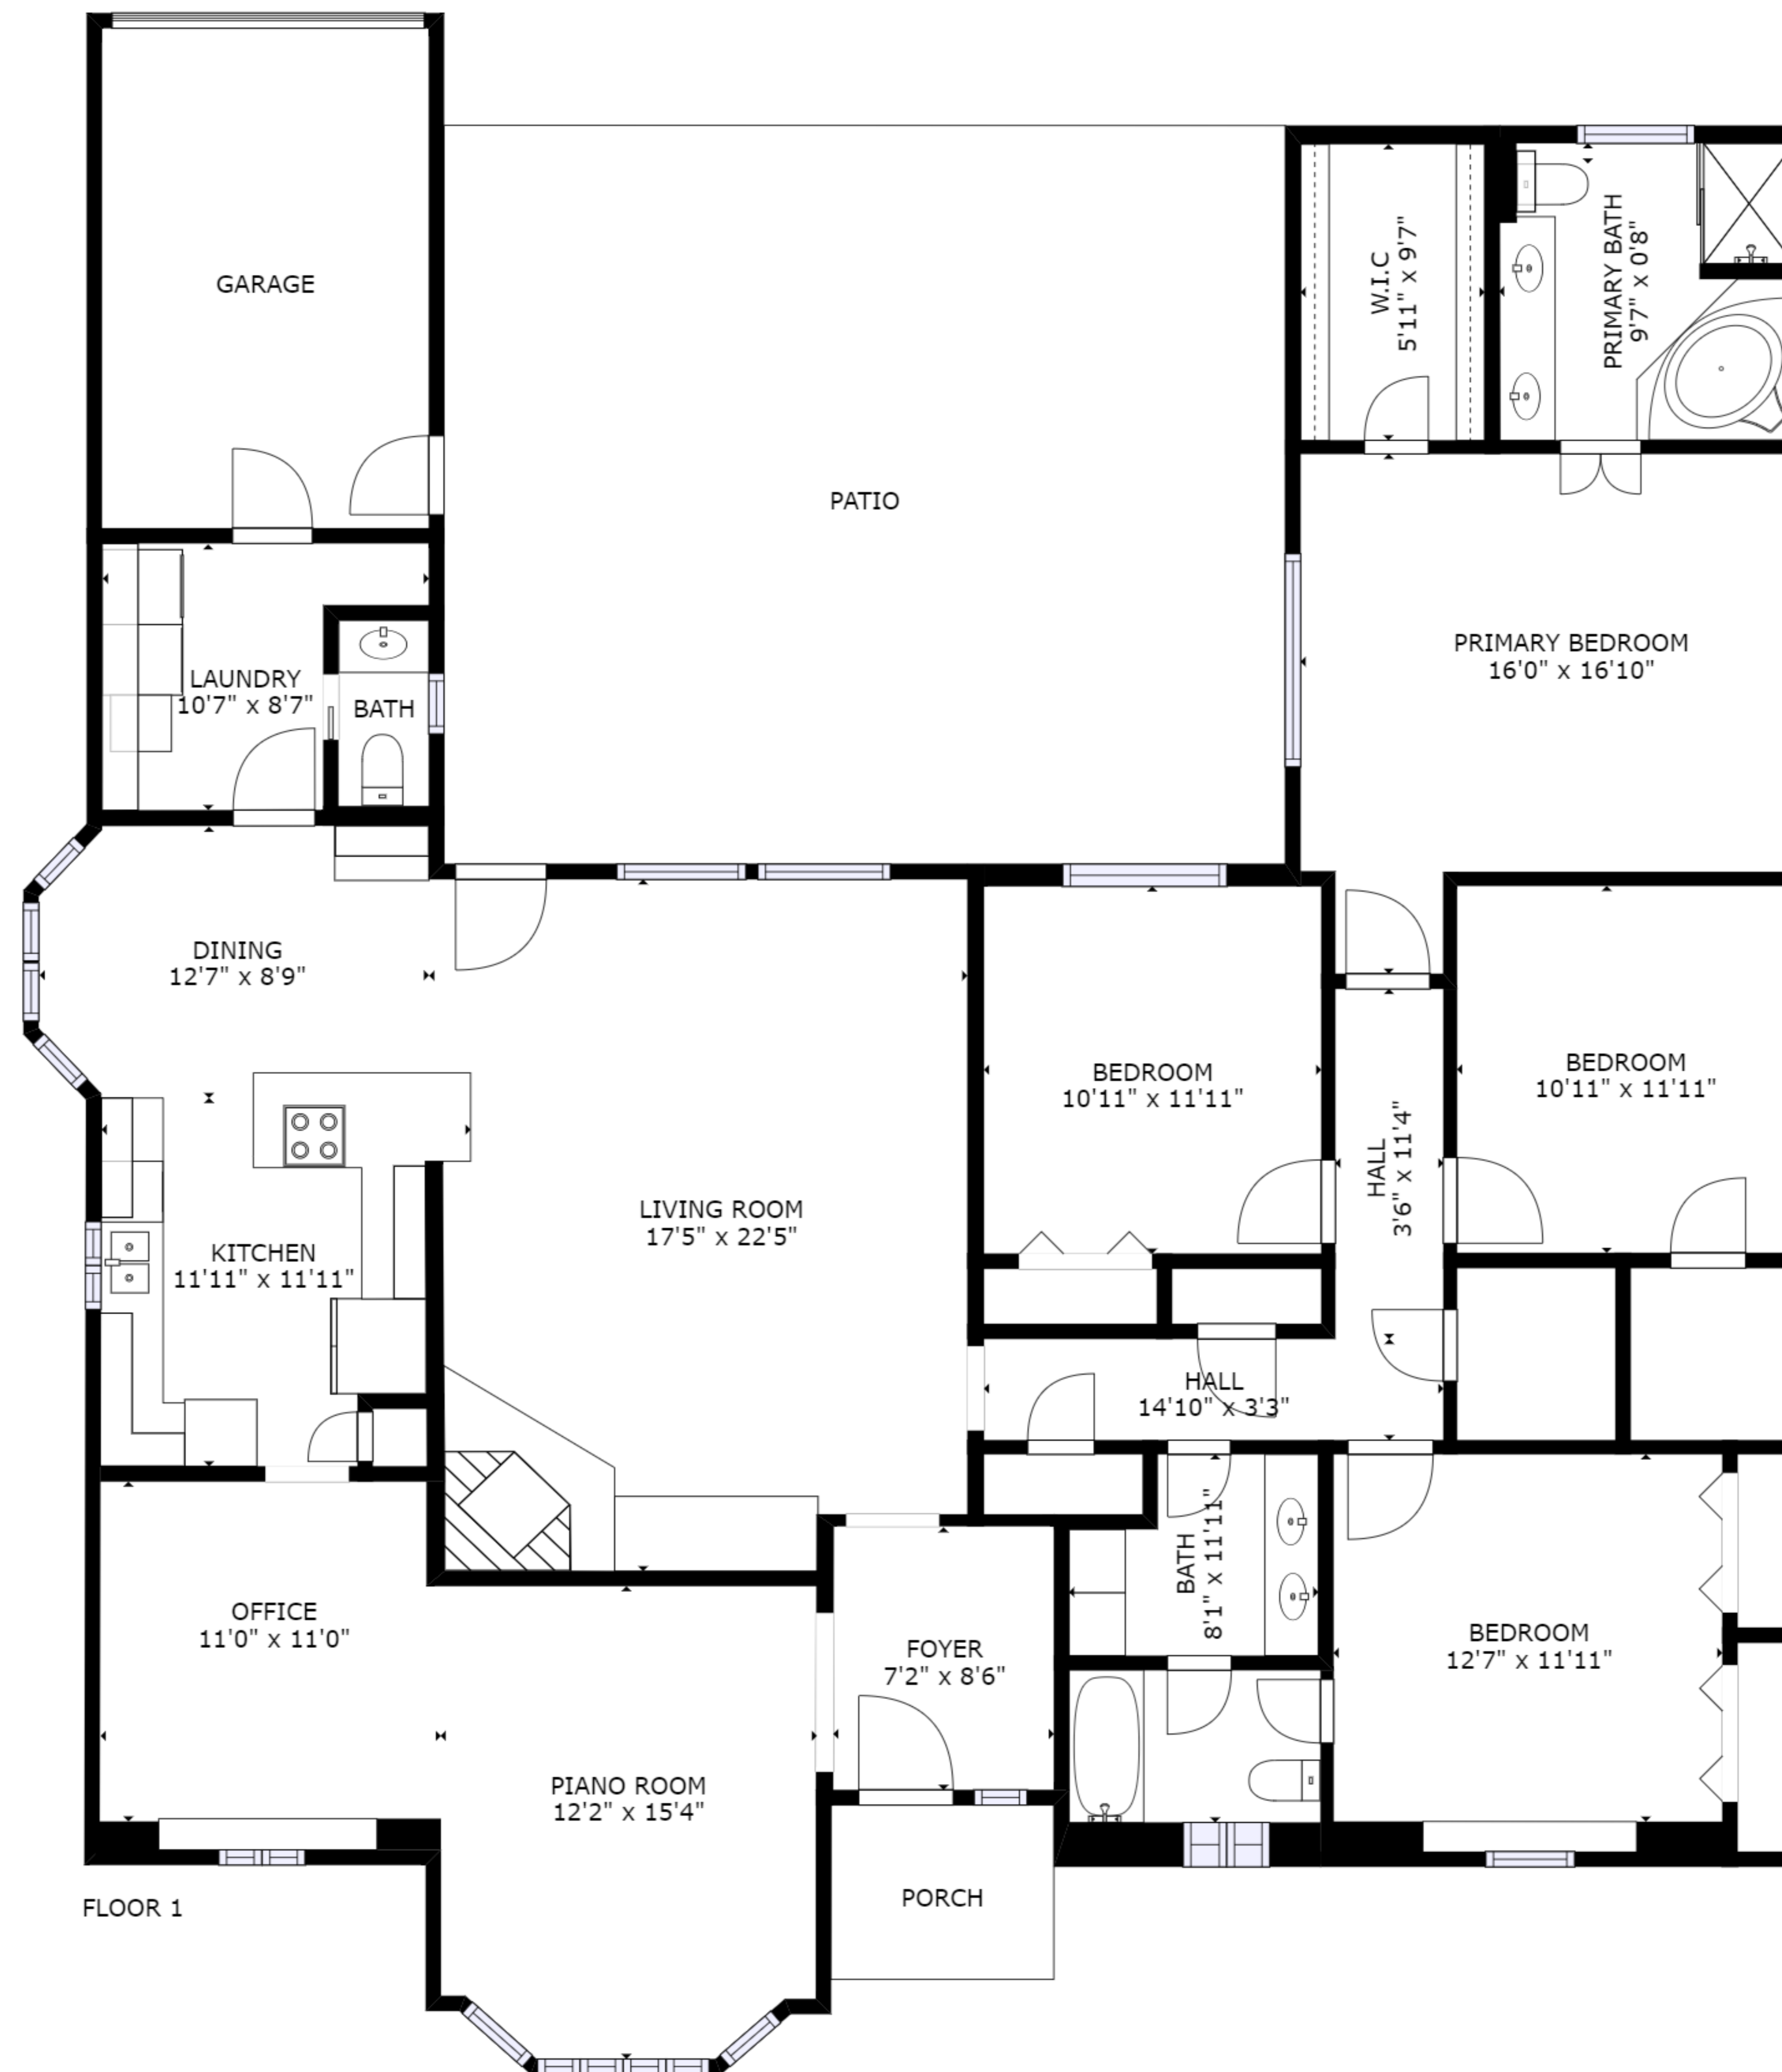 GARAGE
PATIO
W.I.C
5'11" x 9'7"
PRIMARY BATH
9'7" x 0'8"
PRIMARY BEDROOM
16'0" x 16'10"
LAUNDRY
10'7" x 8'7"
BATH
DINING
12'7" x 8'9"
BEDROOM
10'11" x 11'11"
HALL
3'6" x 11'4"
BEDROOM
10'11" x 11'11"
LIVING ROOM
17'5" x 22'5"
KITCHEN
11'11" x 11'11"
HALL
14'10" x 3'3"
OFFICE
11'0" x 11'0"
FOYER
7'2" x 8'6"
BATH
8'1" x 11'11"
BEDROOM
12'7" x 11'11"
PIANO ROOM
12'2" x 15'4"
PORCH
FLOOR 1